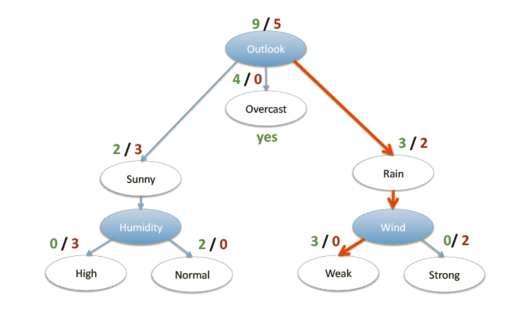 9 / 5
Outlook
4 / 0
Overcast
yes
2 / 3
3 / 2
Sunny
Rain
Humidity
Wind
0 / 3
2 / 0
3 / 0
0/ 2
High
Normal
Weak
Strong